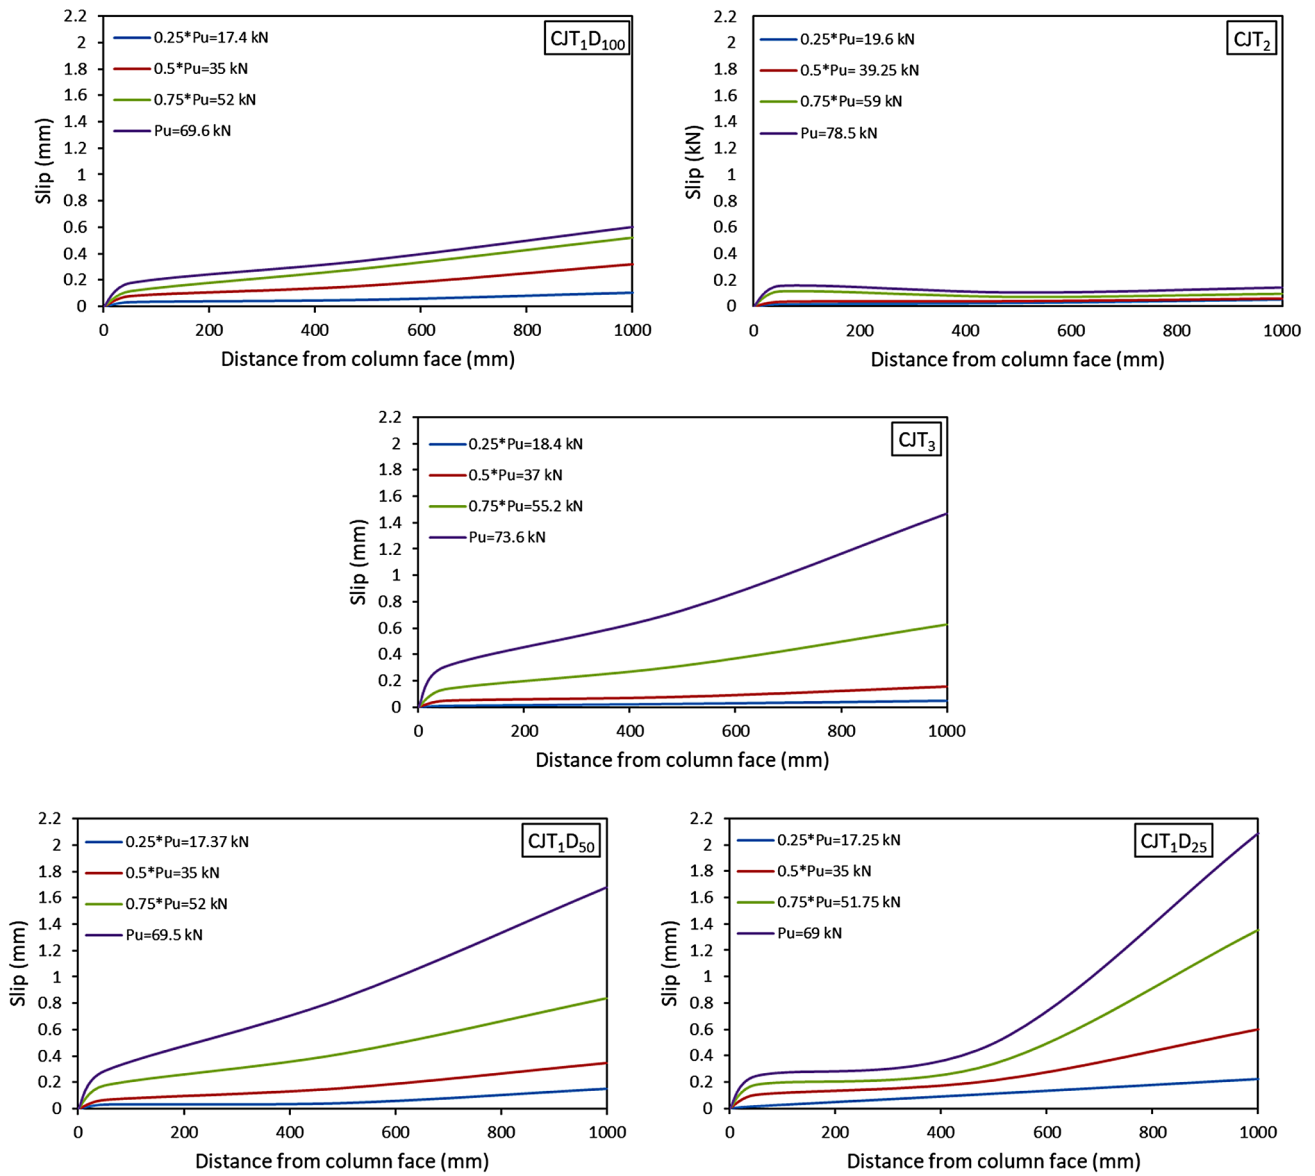 CJT₁D₁₀₀
0.25*Pu=17.4 kN
0.5*Pu=35 kN
0.75*Pu=52 kN
Pu=69.6 kN
Slip (mm)
2.2
2
1.8
1.6
1.4
1.2
1
0.8
0.6
0.4
0.2
0
0 200 400 600 800 1000
Distance from column face (mm)
CJT₂
0.25*Pu=19.6 kN
0.5*Pu= 39.25 kN
0.75*Pu=59 kN
Pu=78.5 kN
Slip (kN)
2.2
2
1.8
1.6
1.4
1.2
1
0.8
0.6
0.4
0.2
0
0 200 400 600 800 1000
Distance from column face (mm)
CJT₃
0.25*Pu=18.4 kN
0.5*Pu=37 kN
0.75*Pu=55.2 kN
Pu=73.6 kN
Slip (mm)
2.2
2
1.8
1.6
1.4
1.2
1
0.8
0.6
0.4
0.2
0
0 200 400 600 800 1000
Distance from column face (mm)
CJT₁D₅₀
0.25*Pu=17.37 kN
0.5*Pu=35 kN
0.75*Pu=52 kN
Pu=69.5 kN
Slip (mm)
2.2
2
1.8
1.6
1.4
1.2
1
0.8
0.6
0.4
0.2
0
0 200 400 600 800 1000
Distance from column face (mm)
CJT₁D₂₅
0.25*Pu=17.25 kN
0.5*Pu=35 kN
0.75*Pu=51.75 kN
Pu=69 kN
Slip (mm)
2.2
2
1.8
1.6
1.4
1.2
1
0.8
0.6
0.4
0.2
0
0 200 400 600 800 1000
Distance from column face (mm)